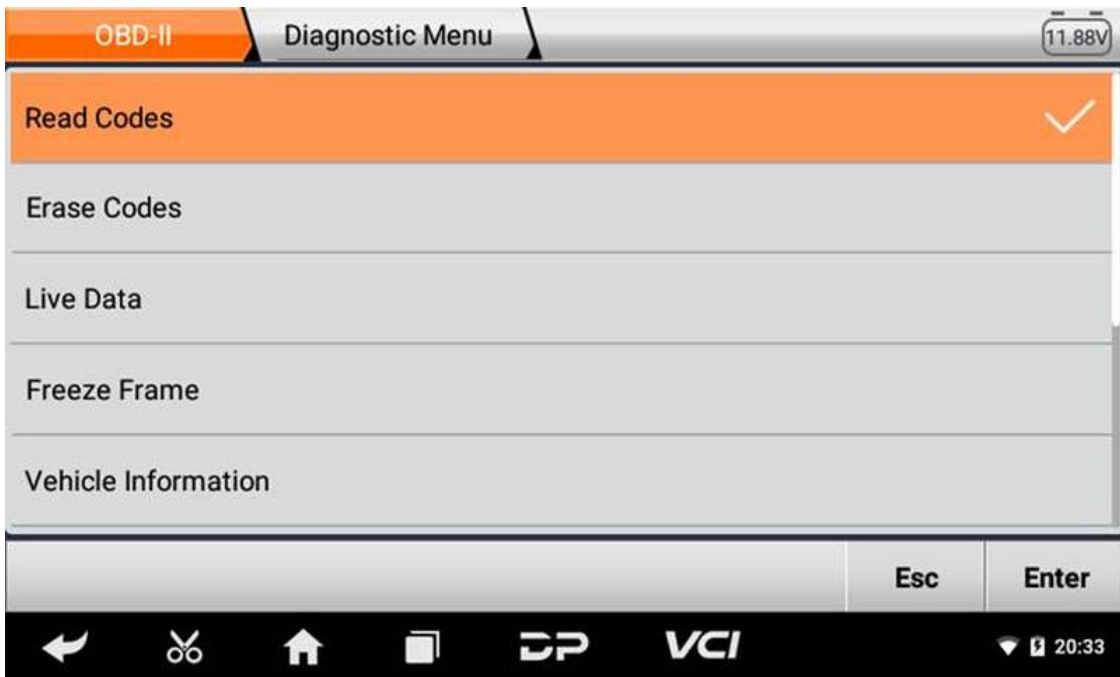 OBD-II
Diagnostic Menu
11.88V
Read Codes
Erase Codes
Live Data
Freeze Frame
Vehicle Information
Esc
Enter
DP
VCI
20:33